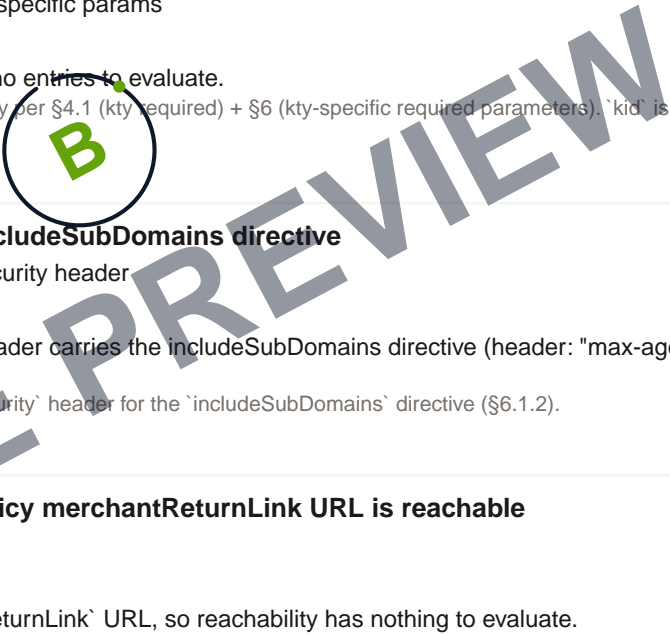 specific params
no entries to evaluate.
y per §4.1 (kty required) + §6 (kty-specific required parameters). `kid` is
B
cludeSubDomains directive
curity header
ader carries the includeSubDomains directive (header: "max-ag
urity` header for the `includeSubDomains` directive (§6.1.2).
PREVIEW
icy merchantReturnLink URL is reachable
eturnLink` URL, so reachability has nothing to evaluate.